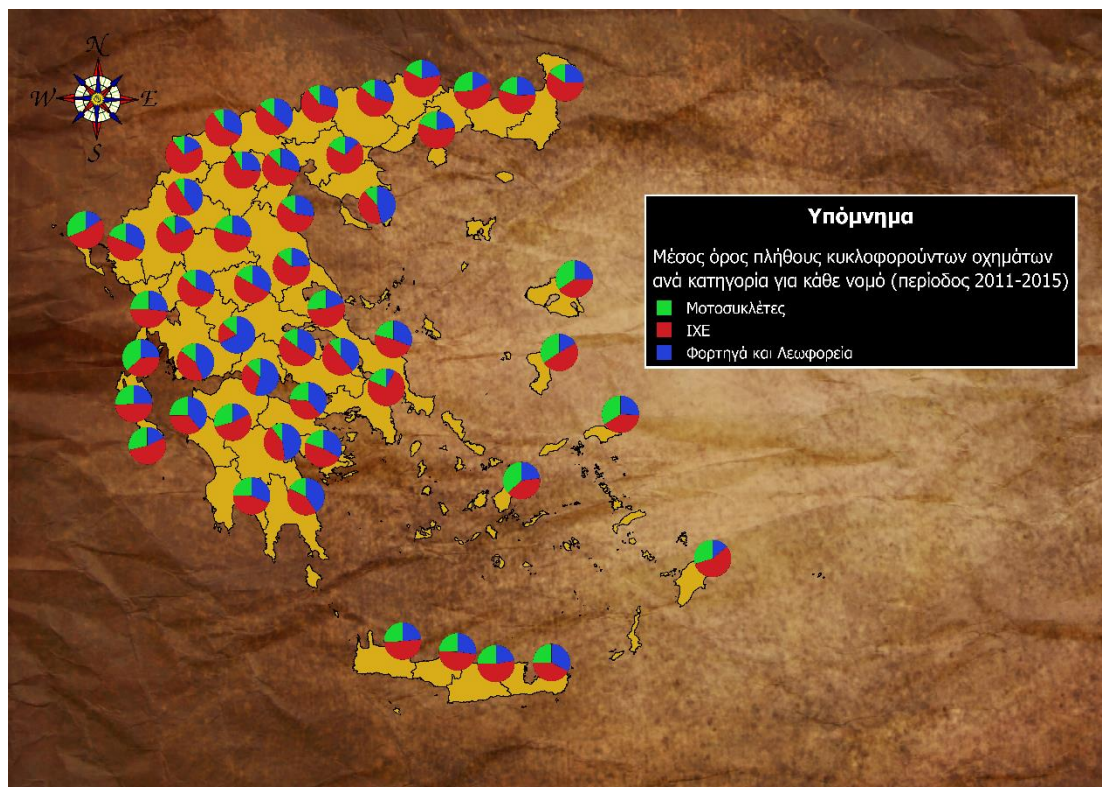 N
W E
S
Υπόμνημα
Μέσος όρος πλήθους κυκλοφορούντων οχημάτων
ανά κατηγορία για κάθε νομό (περίοδος 2011-2015)
Μοτοσυκλέτες
ΙΧΕ
Φορτηγά και Λεωφορεία